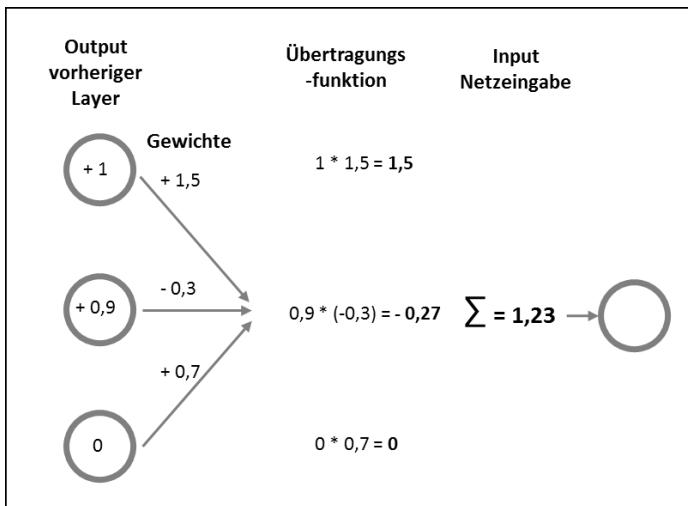 Output
vorheriger
Layer
Übertragungs
-funktion
Input
Netzeingabe
Gewichte
+ 1
+ 1,5
1 * 1,5 = 1,5
+ 0,9
- 0,3
0,9 * (-0,3) = - 0,27
∑ = 1,23
+ 0,7
0
0 * 0,7 = 0